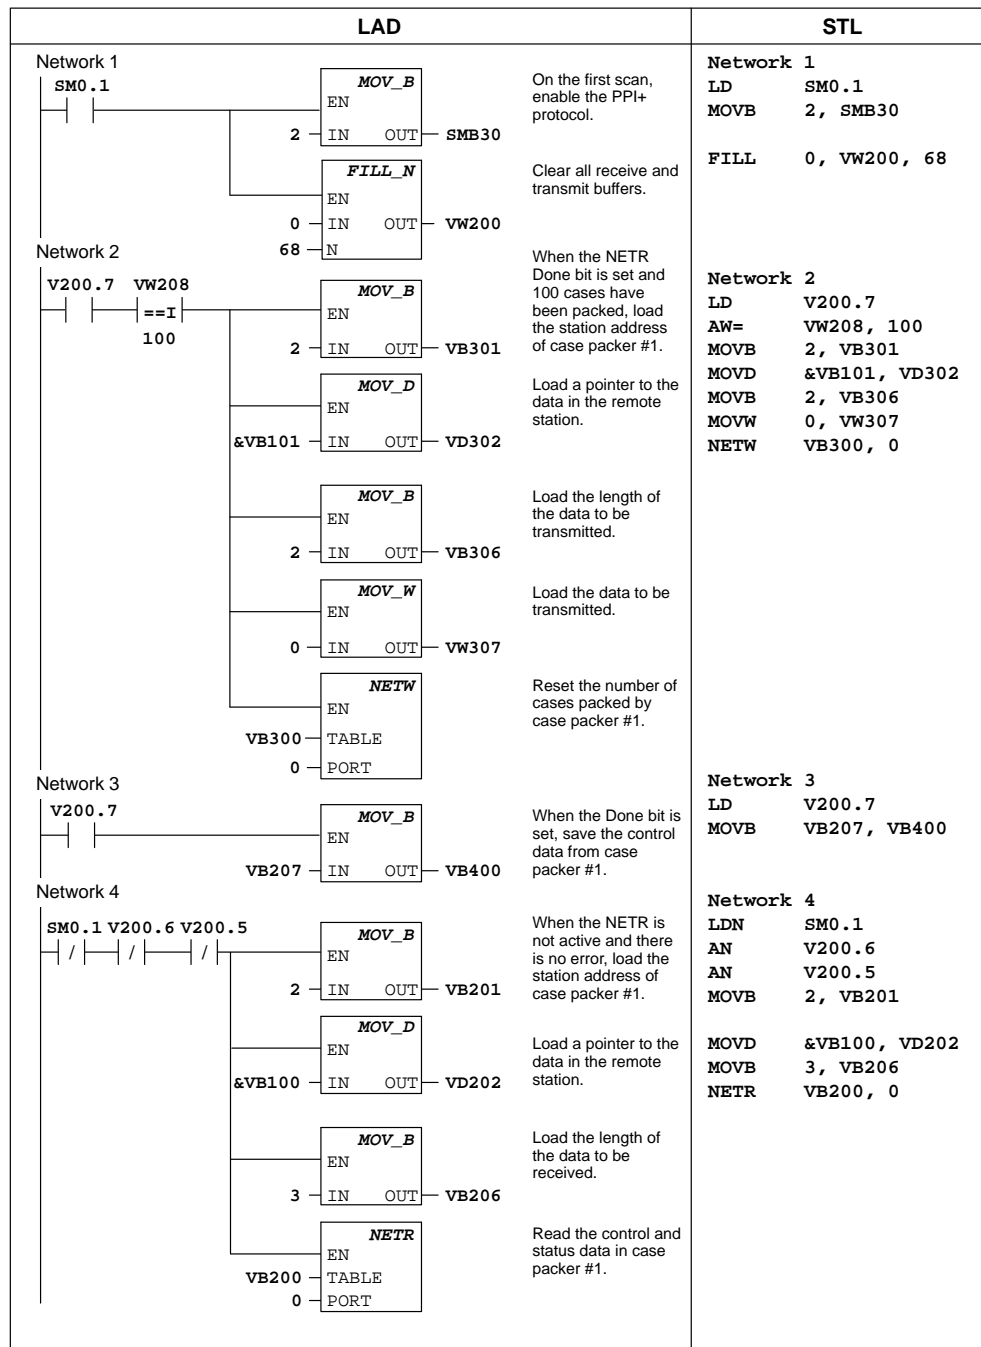 LAD
STL
Network 1
SM0.1
MOV_B
EN
2
IN OUT
SMB30
On the first scan,
enable the PPI+
protocol.
FILL_N
EN
0
IN OUT
VW200
68
N
Clear all receive and
transmit buffers.
Network 2
V200.7 VW208
==I
100
MOV_B
EN
2
IN OUT
VB301
When the NETR
Done bit is set and
100 cases have
been packed, load
the station address
of case packer #1.
MOV_D
EN
&VB101
IN OUT
VD302
Load a pointer to the
data in the remote
station.
MOV_B
EN
2
IN OUT
VB306
Load the length of
the data to be
transmitted.
MOV_W
EN
0
IN OUT
VW307
Load the data to be
transmitted.
NETW
EN
VB300
TABLE
0
PORT
Reset the number of
cases packed by
case packer #1.
Network 3
V200.7
MOV_B
EN
VB207
IN OUT
VB400
When the Done bit is
set, save the control
data from case
packer #1.
Network 4
SM0.1 V200.6 V200.5
/ / /
MOV_B
EN
2
IN OUT
VB201
When the NETR is
not active and there
is no error, load the
station address of
case packer #1.
MOV_D
EN
&VB100
IN OUT
VD202
Load a pointer to the
data in the remote
station.
MOV_B
EN
3
IN OUT
VB206
Load the length of
the data to be
received.
NETR
EN
VB200
TABLE
0
PORT
Read the control and
status data in case
packer #1.
Network 1
LD SM0.1
MOVB 2, SMB30
FILL 0, VW200, 68
Network 2
LD V200.7
AW= VW208, 100
MOVB 2, VB301
MOVD &VB101, VD302
MOVB 2, VB306
MOVW 0, VW307
NETW VB300, 0
Network 3
LD V200.7
MOVB VB207, VB400
Network 4
LDN SM0.1
AN V200.6
AN V200.5
MOVB 2, VB201
MOVD &VB100, VD202
MOVB 3, VB206
NETR VB200, 0